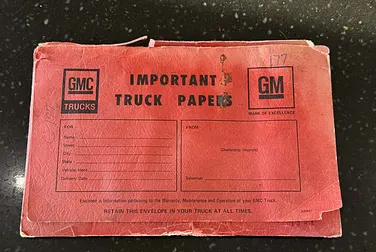 177
GMC
TRUCKS
IMPORTANT
TRUCK PAPERS
GM
MARK OF EXCELLENCE
FOR
Name
Street
City
State
Vehicle Ident.
Delivery Date
FROM
(Dealership Imprint)
Salesman
Enclosed is information pertaining to the Warranty, Maintenance and Operation of your GMC Truck.
RETAIN THIS ENVELOPE IN YOUR TRUCK AT ALL TIMES.